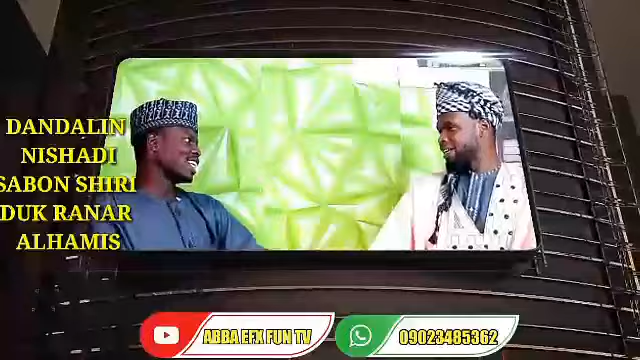 DANDALIN
NISHADI
SABON SHIRI
DUK RANAR
ALHAMIS
ABBA EFX FUN TV
09023485362